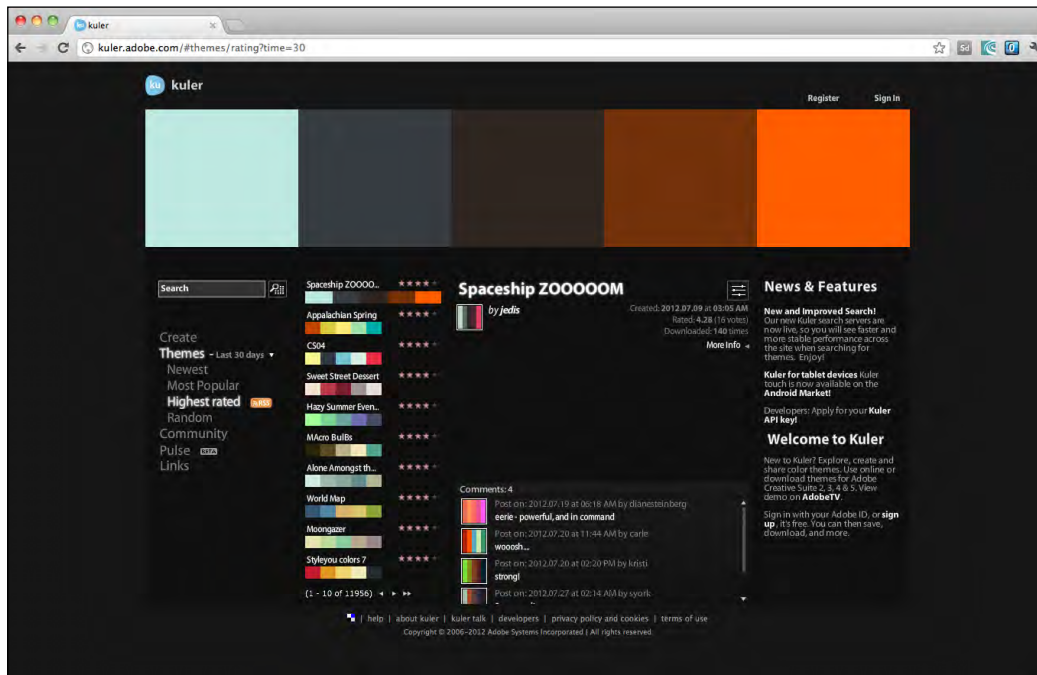 kuler
kuler.adobe.com/#themes/rating?time=30
Sd
ku kuler
Register Sign In
Search
Create
Themes - Last 30 days
Newest
Most Popular
Highest rated RSS
Random
Community
Pulse BETA
Links
Spaceship ZOOOO...
Appalachian Spring
CS04
Sweet Street Dessert
Hazy Summer Even...
MAcro BulBs
Alone Amongst th...
World Map
Moongazer
Styleyou colors 7
(1 - 10 of 11956)
Spaceship ZOOOOOM
by jedis
Created: 2012.07.09 at 03:05 AM
Rated: 4.28 (16 votes)
Downloaded: 140 times
More Info
Comments: 4
Post on: 2012.07.19 at 06:18 AM by dianesteinberg
eerie - powerful, and in command
Post on: 2012.07.20 at 11:44 AM by carle
wooosh...
Post on: 2012.07.20 at 02:20 PM by kristi
strong!
Post on: 2012.07.27 at 02:14 AM by syork
News & Features
New and Improved Search!
Our new Kuler search servers are
now live, so you will see faster and
more stable performance across
the site when searching for
themes. Enjoy!
Kuler for tablet devices Kuler
touch is now available on the
Android Market!
Developers: Apply for your Kuler
API key!
Welcome to Kuler
New to Kuler? Explore, create and
share color themes. Use online or
download themes for Adobe
Creative Suite 2, 3, 4 & 5. View
demo on AdobeTV.
Sign in with your Adobe ID, or sign
up, it's free. You can then save,
download, and more.
| help | about kuler | kuler talk | developers | privacy policy and cookies | terms of use
Copyright © 2006-2012 Adobe Systems Incorporated | All rights reserved.